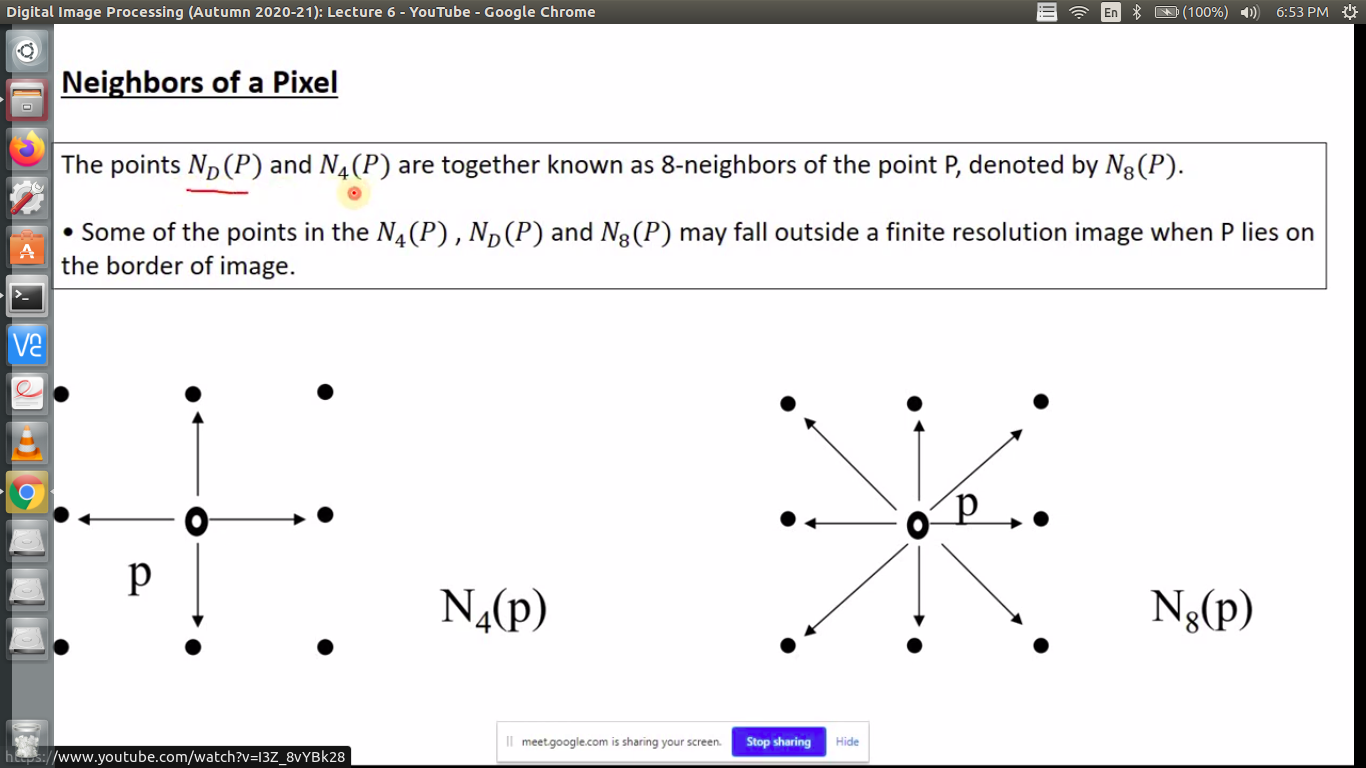 Digital Image Processing (Autumn 2020-21): Lecture 6 - YouTube - Google Chrome
En
(100%)
6:53 PM
Neighbors of a Pixel
The points N_D(P) and N_4(P) are together known as 8-neighbors of the point P, denoted by N_8(P).
• Some of the points in the N_4(P) , N_D(P) and N_8(P) may fall outside a finite resolution image when P lies on
the border of image.
p
p
N_4(p)
N_8(p)
meet.google.com is sharing your screen. Stop sharing Hide
https://www.youtube.com/watch?v=I3Z_8vYBk28